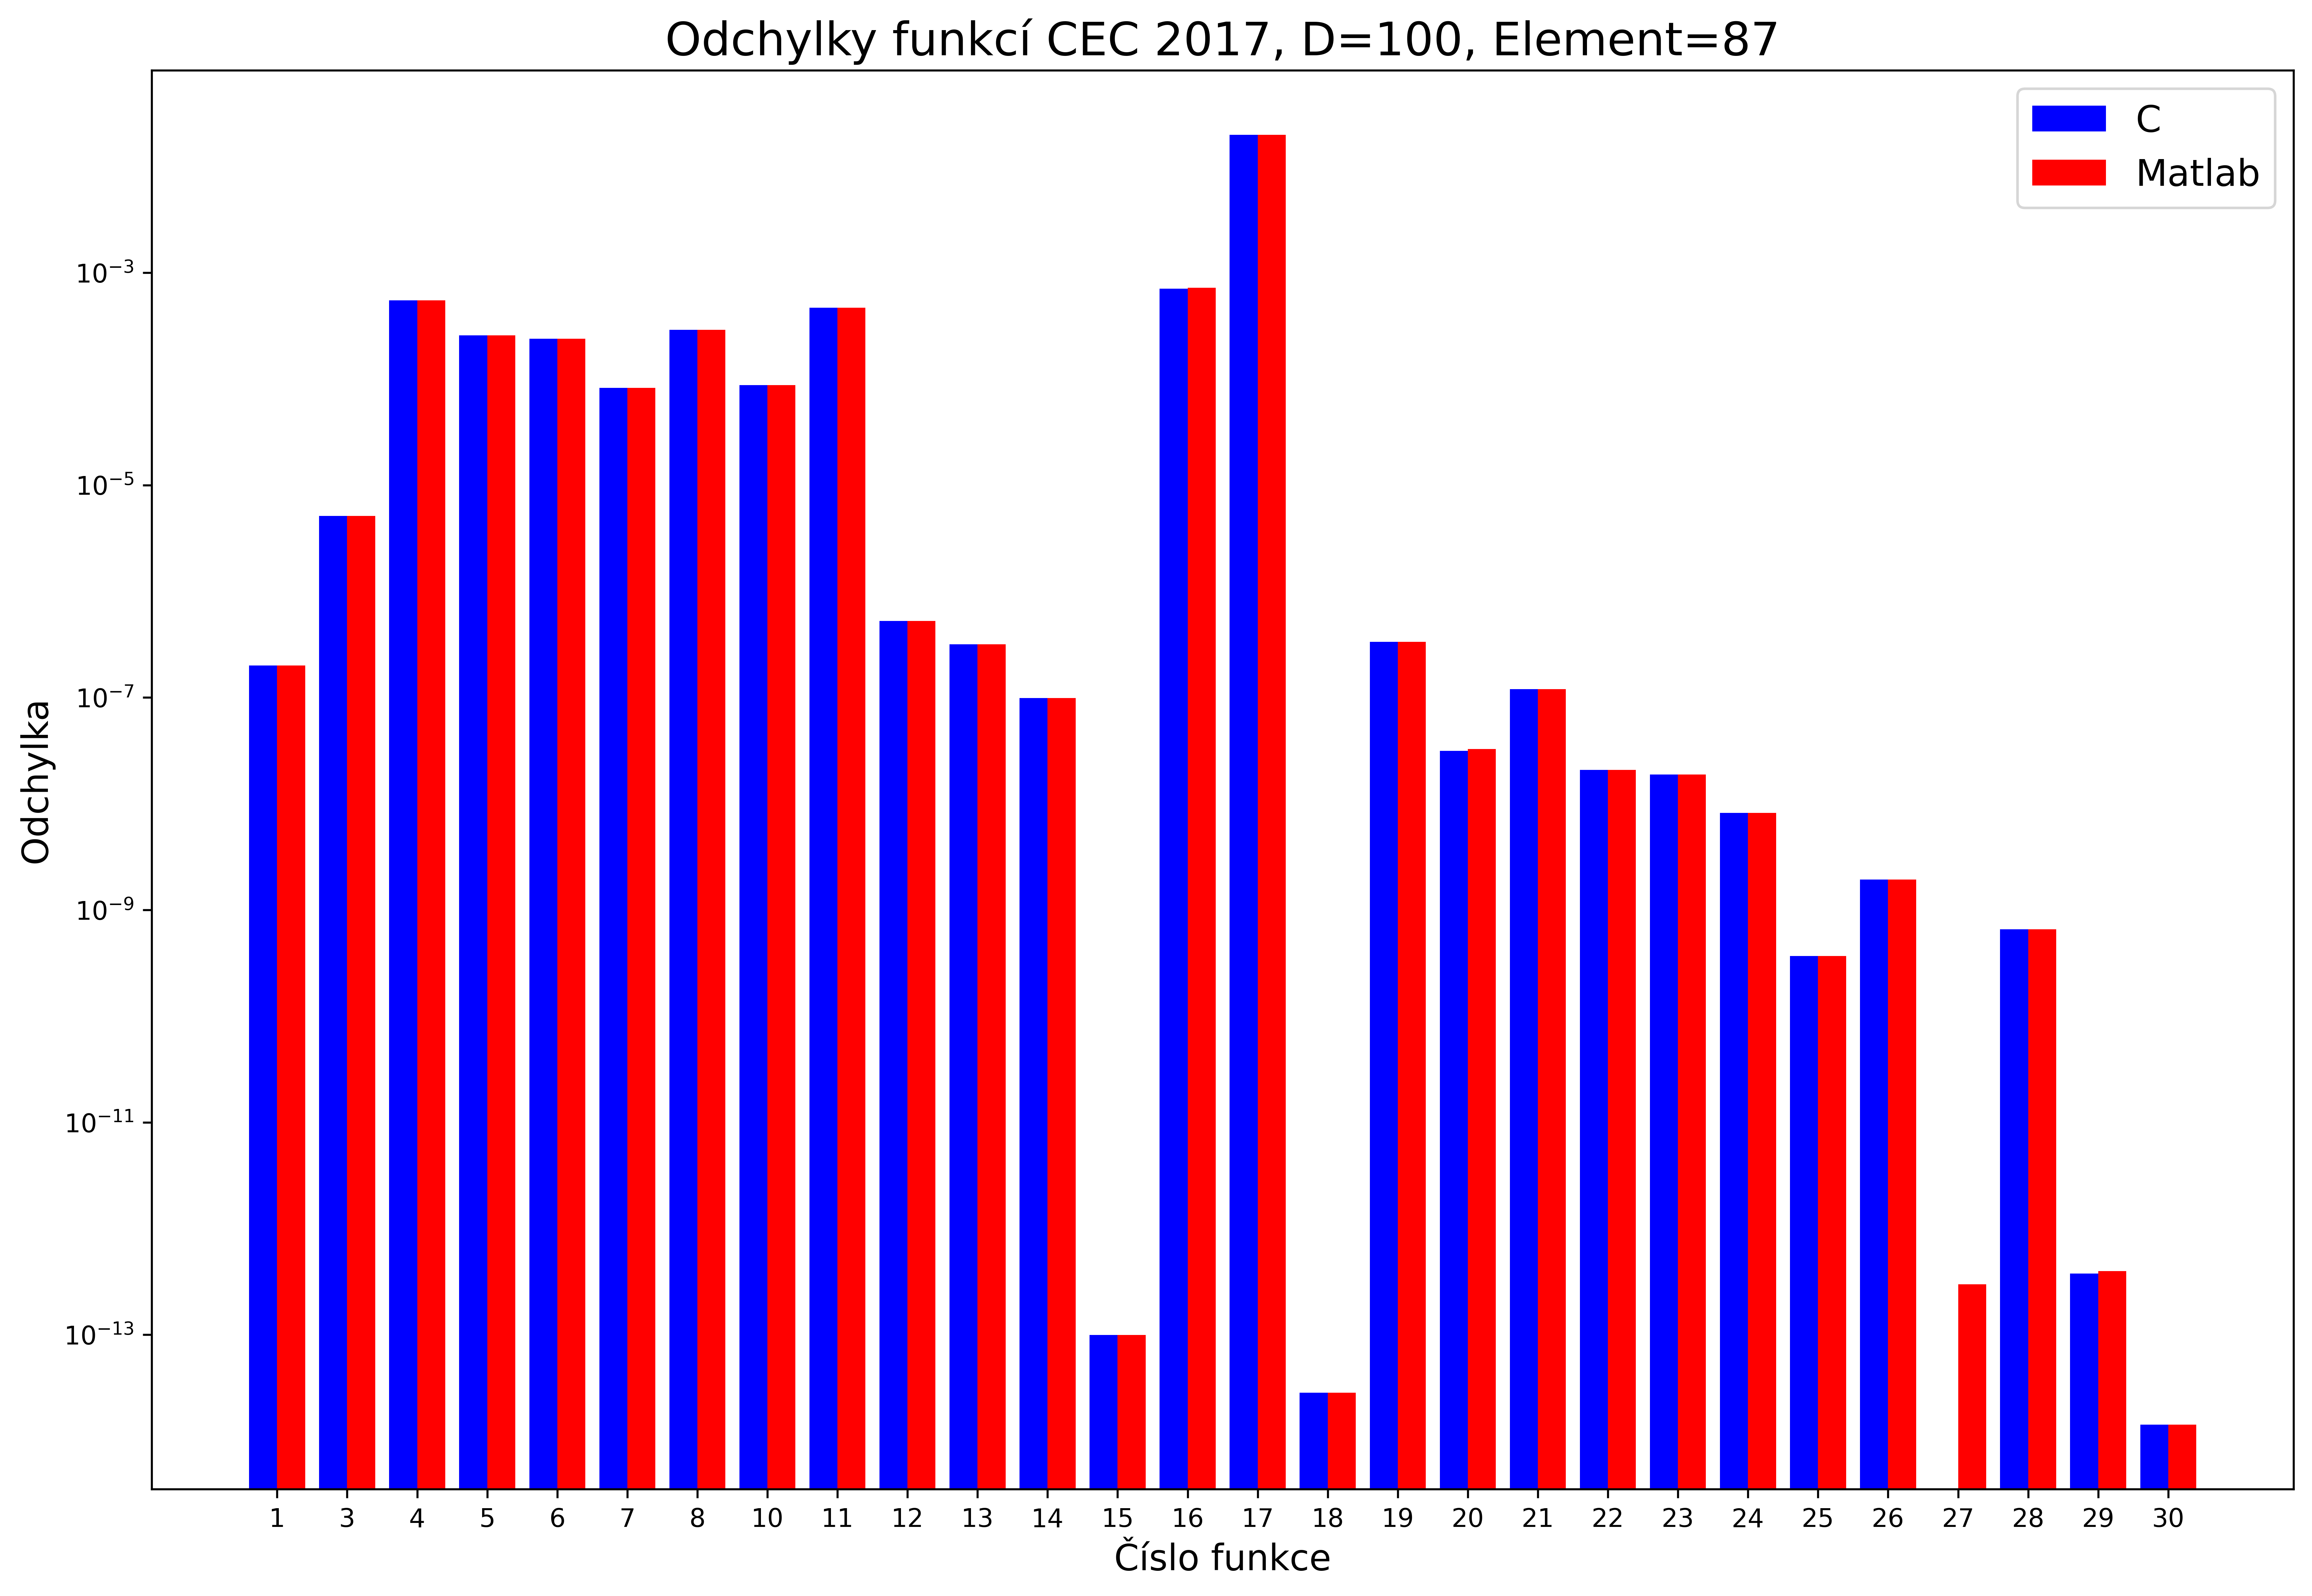 Odchylky funkcí CEC 2017, D=100, Element=87
C
Matlab
10⁻³
10⁻⁵
10⁻⁷
10⁻⁹
10⁻¹¹
10⁻¹³
Odchylka
1 3 4 5 6 7 8 10 11 12 13 14 15 16 17 18 19 20 21 22 23 24 25 26 27 28 29 30
Číslo funkce